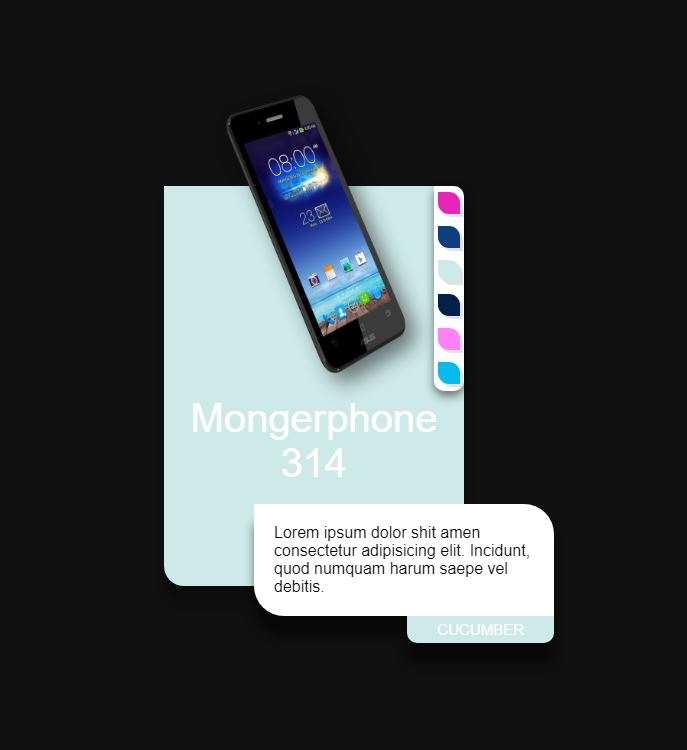 08:00
23
ASUS
Mongerphone
314
Lorem ipsum dolor shit amen
consectetur adipisicing elit. Incidunt,
quod numquam harum saepe vel
debitis.
CUCUMBER